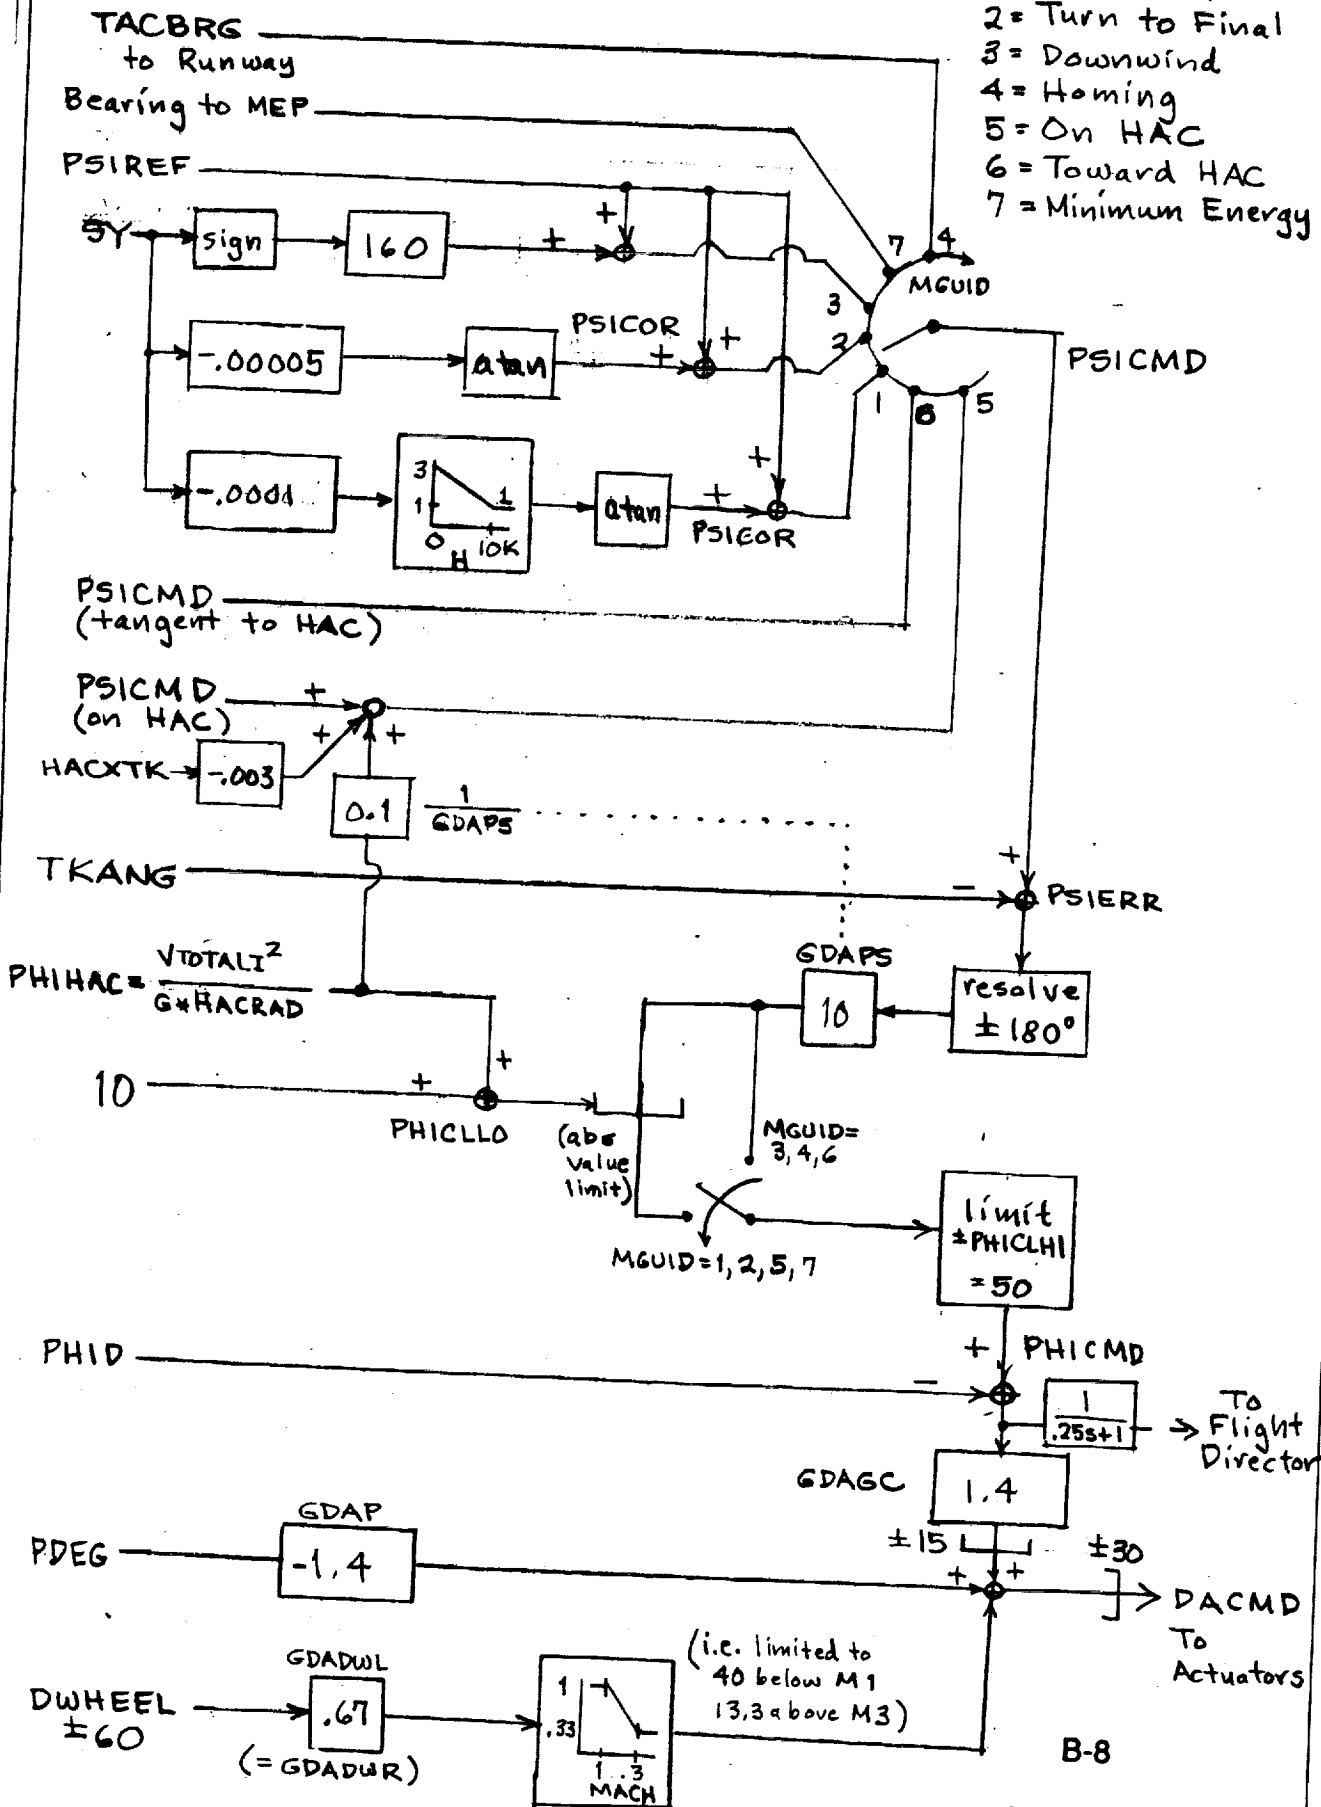 2 = Turn to Final
3 = Downwind
4 = Homing
5 = On HAC
6 = Toward HAC
7 = Minimum Energy
TACBRG
to Runway
Bearing to MEP
PSIREF
SY
sign
160
+
+
7
4
MGUID
3
2
1
6
5
-.00005
atan
PSICOR
+
+
PSICMD
-.0001
3
1
0
10K
H
1
atan
+
+
PSICOR
PSICMD
(tangent to HAC)
PSICMD
(on HAC)
+
+
+
HACXTK
-.003
0.1
1
GDAPS
TKANG
-
+
PSIERR
PHIHAC=
VTOTALI²
G*HACRAD
GDAPS
10
resolve
± 180°
10
+
+
PHICLLO
(abs
value
limit)
MGUID=
3,4,6
MGUID=1,2,5,7
limit
±PHICLHI
=50
PHID
-
+
PHICMD
1
.25s+1
To
Flight
Director
GDAGC
1.4
±15
±30
PDEG
GDAP
-1.4
+
+
DACMD
To
Actuators
DWHEEL
±60
GDADWL
.67
(=GDADWR)
1
.33
1 . . 3
MACH
(i.e. limited to
40 below M1
13.3 above M3)
B-8